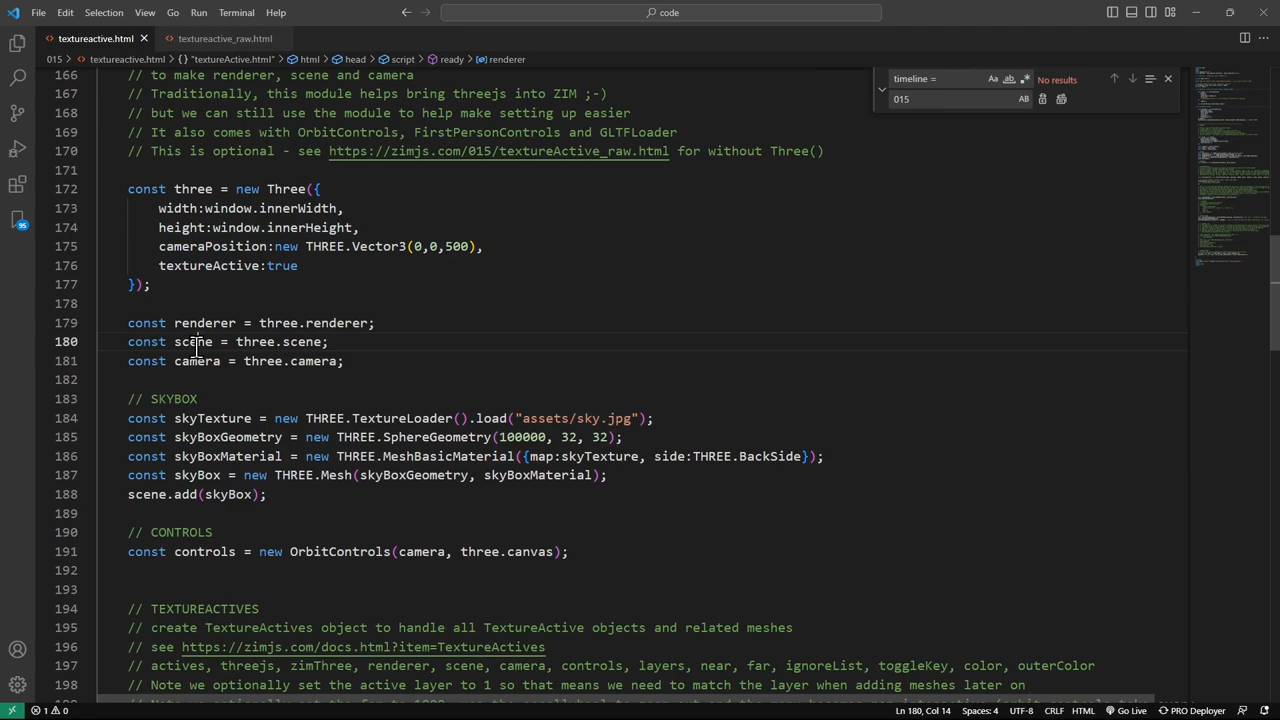 File Edit Selection View Go Run Terminal Help
code
textureactive.html
textureactive_raw.html
015 > textureactive.html > {} "textureActive.html" > html > head > script > ready > renderer
timeline =
Aa ab .*
No results
015
AB
166 // to make renderer, scene and camera
167 // Traditionally, this module helps bring threejs into ZIM ;-)
168 // but we can still use the module to help make setting up easier
169 // It also comes with OrbitControls, FirstPersonControls and GLTFLoader
170 // This is optional - see https://zimjs.com/015/textureActive_raw.html for without Three()
171
172 const three = new Three({
173 width:window.innerWidth,
174 height:window.innerHeight,
175 cameraPosition:new THREE.Vector3(0,0,500),
176 textureActive:true
177 });
178
179 const renderer = three.renderer;
180 const scene = three.scene;
181 const camera = three.camera;
182
183 // SKYBOX
184 const skyTexture = new THREE.TextureLoader().load("assets/sky.jpg");
185 const skyBoxGeometry = new THREE.SphereGeometry(100000, 32, 32);
186 const skyBoxMaterial = new THREE.MeshBasicMaterial({map:skyTexture, side:THREE.BackSide});
187 const skyBox = new THREE.Mesh(skyBoxGeometry, skyBoxMaterial);
188 scene.add(skyBox);
189
190 // CONTROLS
191 const controls = new OrbitControls(camera, three.canvas);
192
193
194 // TEXTUREACTIVES
195 // create TextureActives object to handle all TextureActive objects and related meshes
196 // see https://zimjs.com/docs.html?item=TextureActives
197 // actives, threejs, zimThree, renderer, scene, camera, controls, layers, near, far, ignoreList, toggleKey, color, outerColor
198 // Note we optionally set the active layer to 1 so that means we need to match the layer when adding meshes later on
95
1 0
Ln 180, Col 14 Spaces: 4 UTF-8 CRLF HTML Go Live PRO Deployer